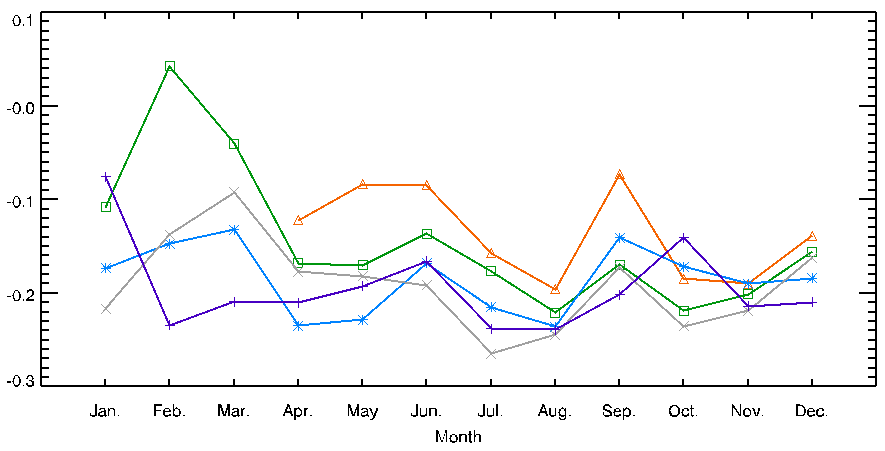 0.1
-0.0
-0.1
-0.2
-0.3
Jan. Feb. Mar. Apr. May Jun. Jul. Aug. Sep. Oct. Nov. Dec.
Month